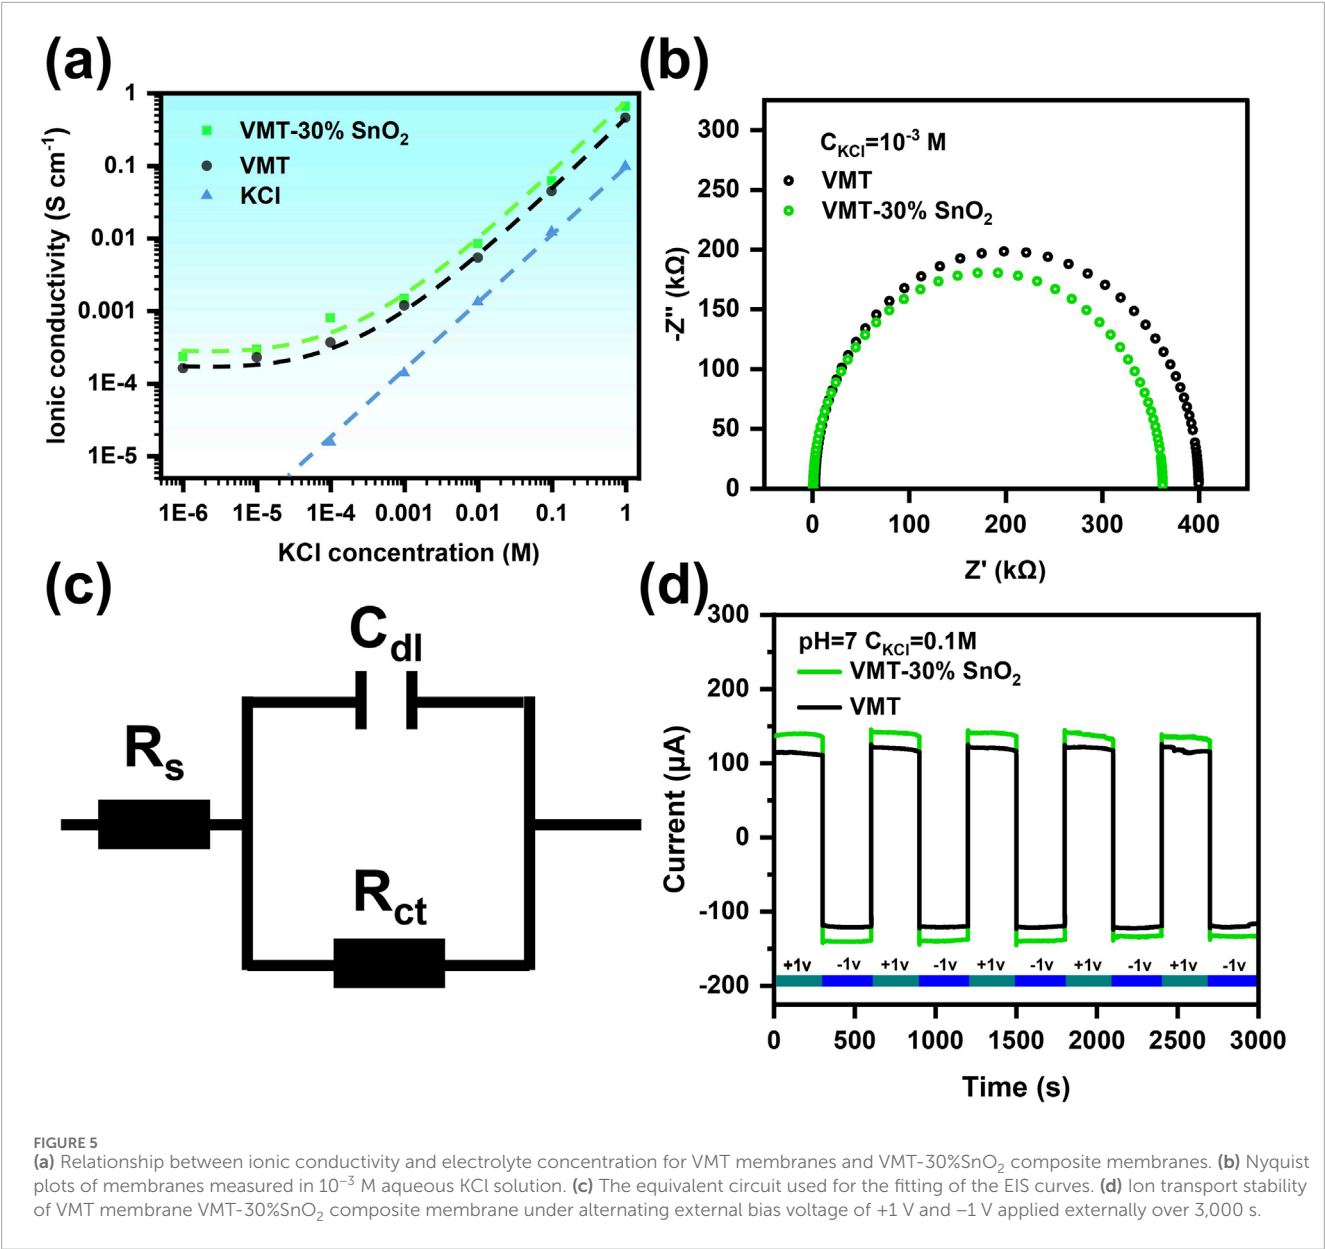 (a)
1
0.1
0.01
0.001
1E-4
1E-5
Ionic conductivity (S cm⁻¹)
VMT-30% SnO₂
VMT
KCl
1E-6 1E-5 1E-4 0.001 0.01 0.1 1
KCl concentration (M)
(b)
300
250
200
150
100
50
0
-Z" (kΩ)
C_KCl=10⁻³ M
VMT
VMT-30% SnO₂
0 100 200 300 400
Z' (kΩ)
(c)
C_dl
R_s
R_ct
(d)
300
200
100
0
-100
-200
Current (µA)
pH=7 C_KCl=0.1M
VMT-30% SnO₂
VMT
+1v -1v +1v -1v +1v -1v +1v -1v +1v -1v
0 500 1000 1500 2000 2500 3000
Time (s)
FIGURE 5
(a) Relationship between ionic conductivity and electrolyte concentration for VMT membranes and VMT-30%SnO₂ composite membranes. (b) Nyquist
plots of membranes measured in 10⁻³ M aqueous KCl solution. (c) The equivalent circuit used for the fitting of the EIS curves. (d) Ion transport stability
of VMT membrane VMT-30%SnO₂ composite membrane under alternating external bias voltage of +1 V and −1 V applied externally over 3,000 s.